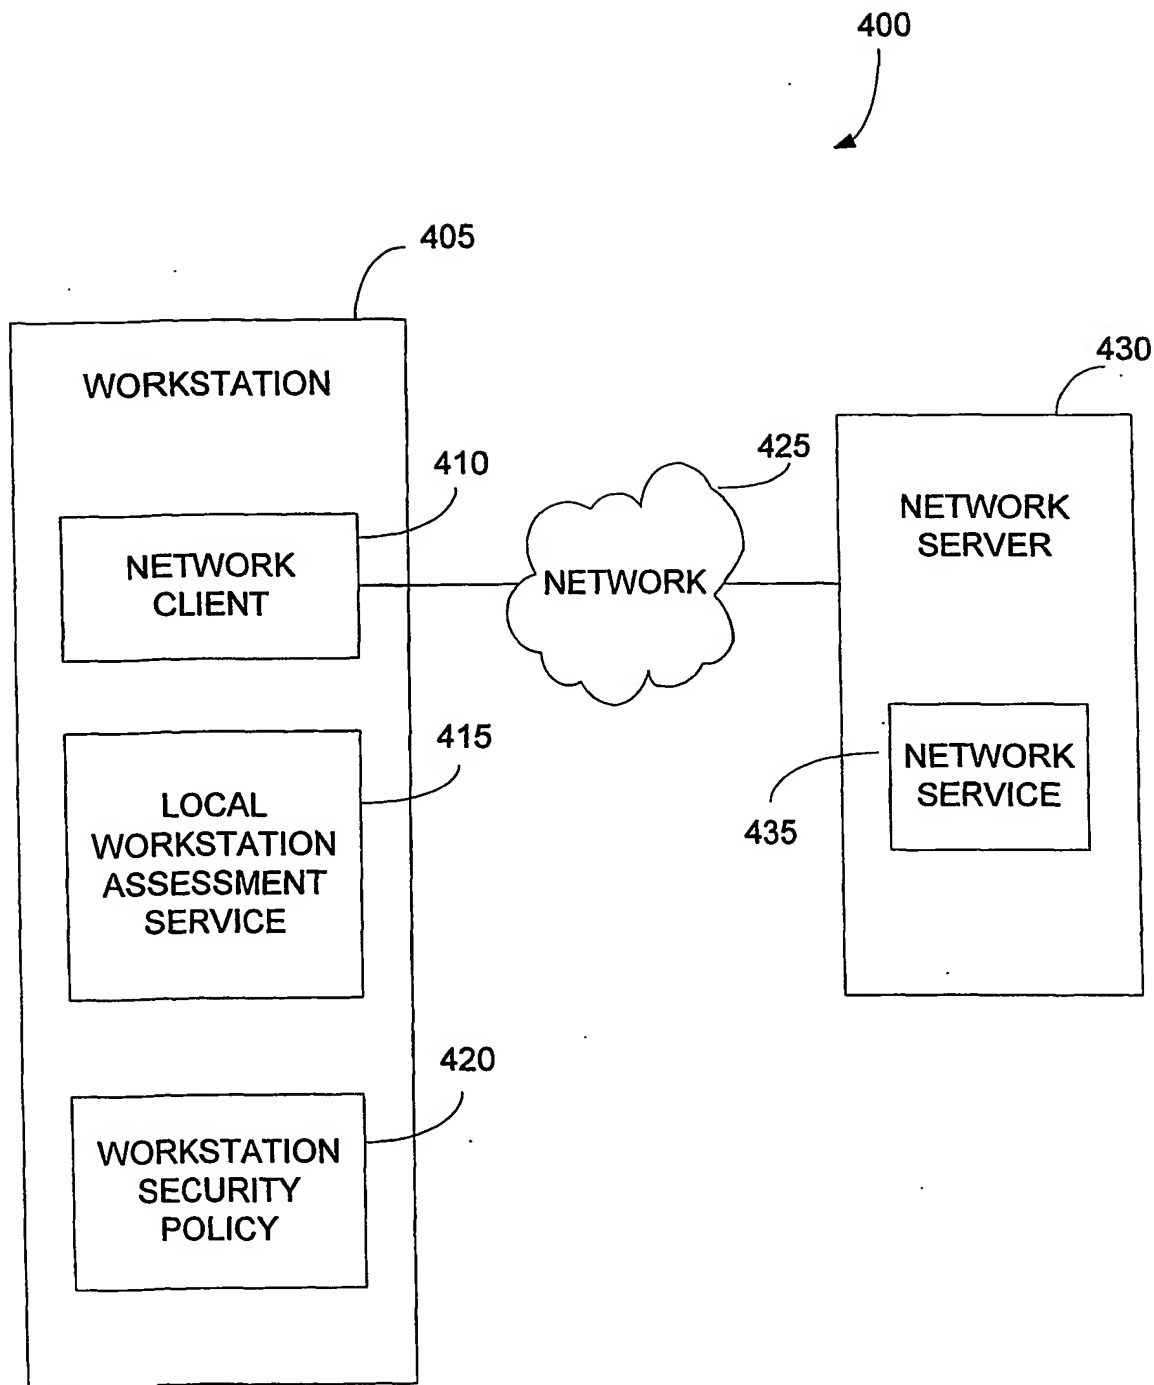 400
405
WORKSTATION
430
410
425
NETWORK
CLIENT
NETWORK
NETWORK
SERVER
415
LOCAL
WORKSTATION
ASSESSMENT
SERVICE
NETWORK
SERVICE
435
420
WORKSTATION
SECURITY
POLICY